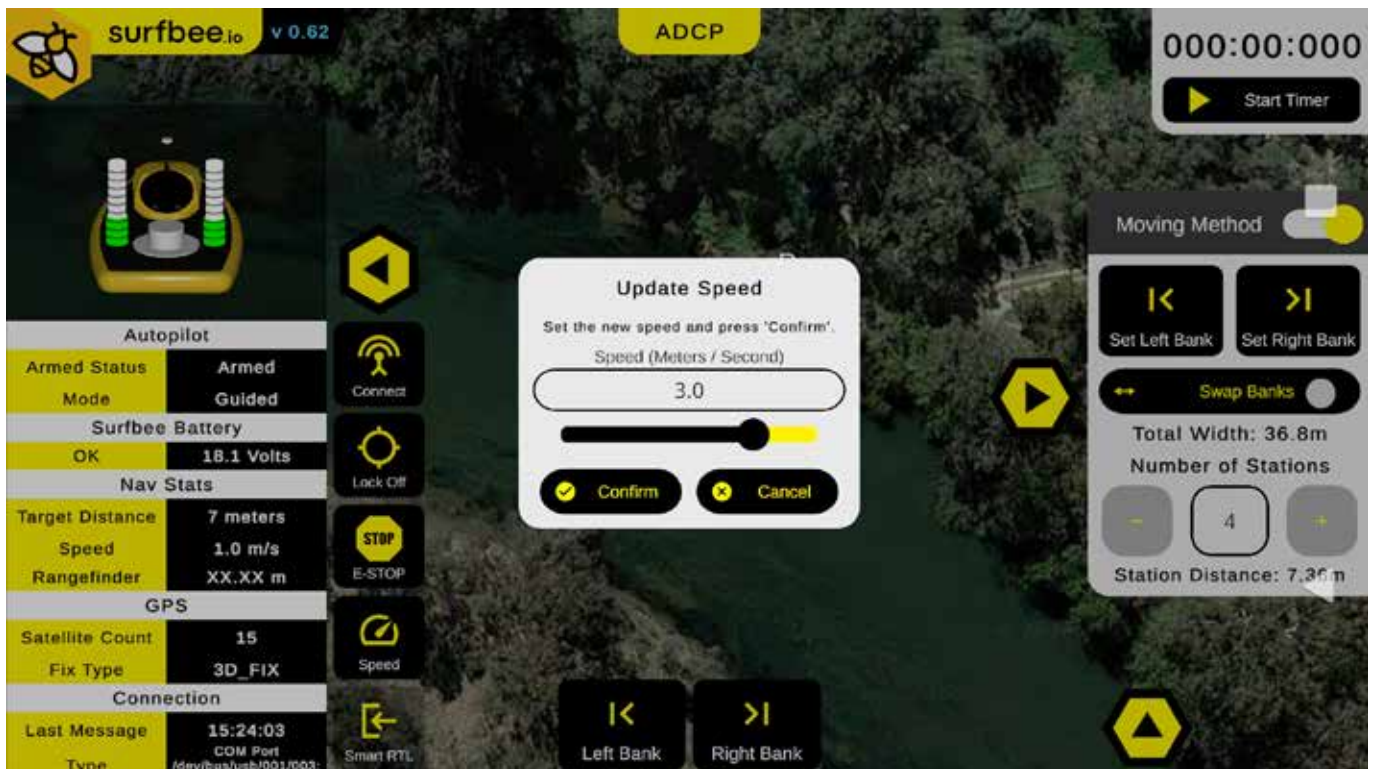 surfbee.io v 0.62
ADCP
000:00:000
Start Timer
Autopilot
Armed Status Armed
Mode Guided
Surfbee Battery
OK 18.1 Volts
Nav Stats
Target Distance 7 meters
Speed 1.0 m/s
Rangefinder XX.XX m
GPS
Satellite Count 15
Fix Type 3D_FIX
Connection
Last Message 15:24:03
COM Port
Type /dev/bus/usb/001/003:
Connect
Lock Off
STOP
E-STOP
Speed
Smart RTL
Update Speed
Set the new speed and press 'Confirm'.
Speed (Meters / Second)
3.0
Confirm Cancel
Left Bank Right Bank
Moving Method
Set Left Bank Set Right Bank
Swap Banks
Total Width: 36.8m
Number of Stations
- 4 +
Station Distance: 7.36m